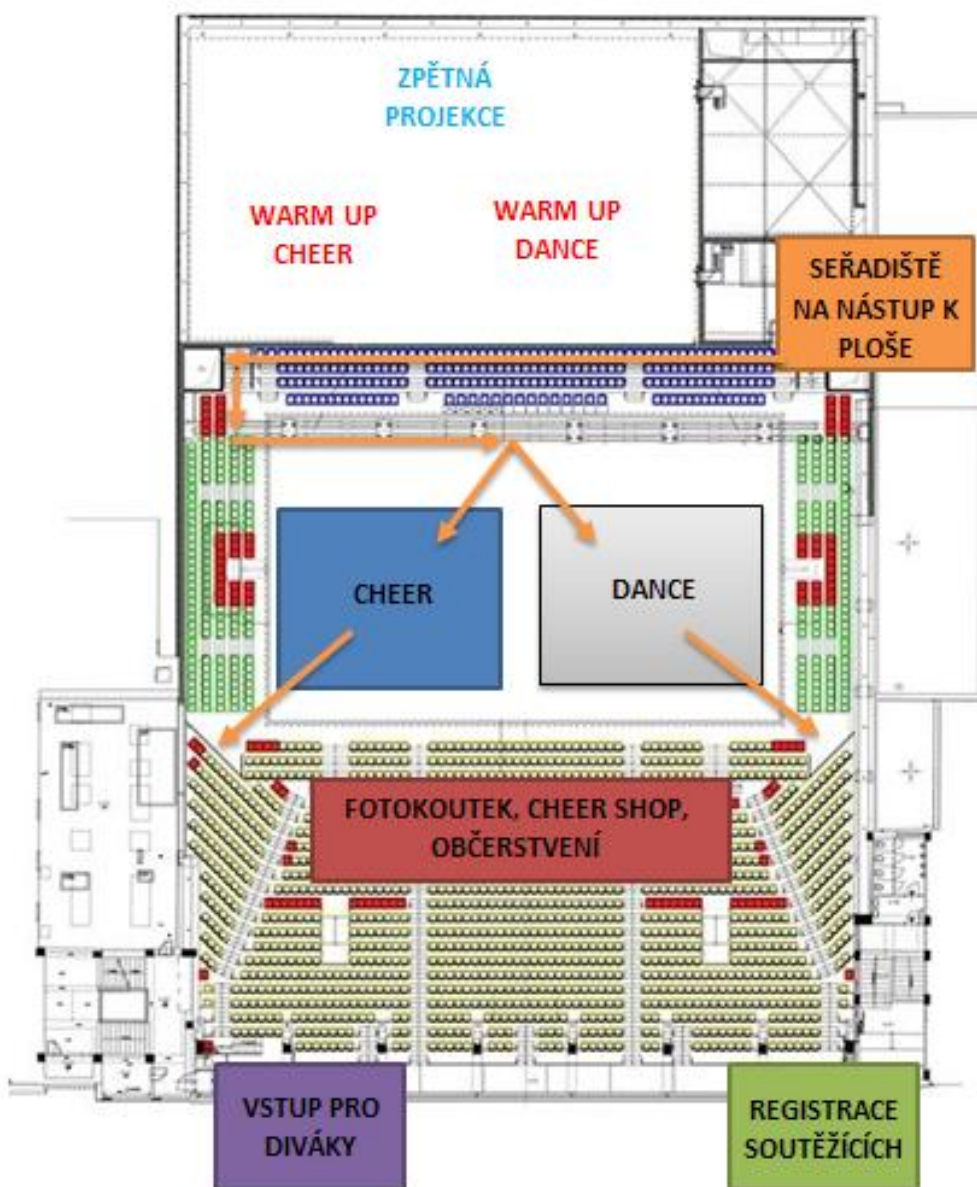 ZPĚTNÁ
PROJEKCE
WARM UP
CHEER
WARM UP
DANCE
SEŘADIŠTĚ
NA NÁSTUP K
PLOŠE
CHEER
DANCE
FOTOKOUTEK, CHEER SHOP,
OBČERSTVENÍ
VSTUP PRO
DIVÁKY
REGISTRACE
SOUTĚŽÍCÍCH